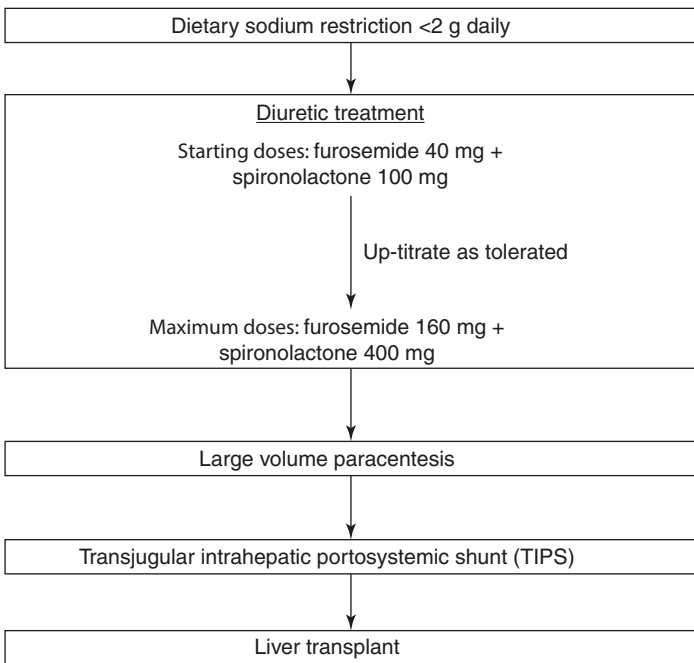 Dietary sodium restriction <2 g daily
Diuretic treatment
Starting doses: furosemide 40 mg +
spironolactone 100 mg
Up-titrate as tolerated
Maximum doses: furosemide 160 mg +
spironolactone 400 mg
Large volume paracentesis
Transjugular intrahepatic portosystemic shunt (TIPS)
Liver transplant